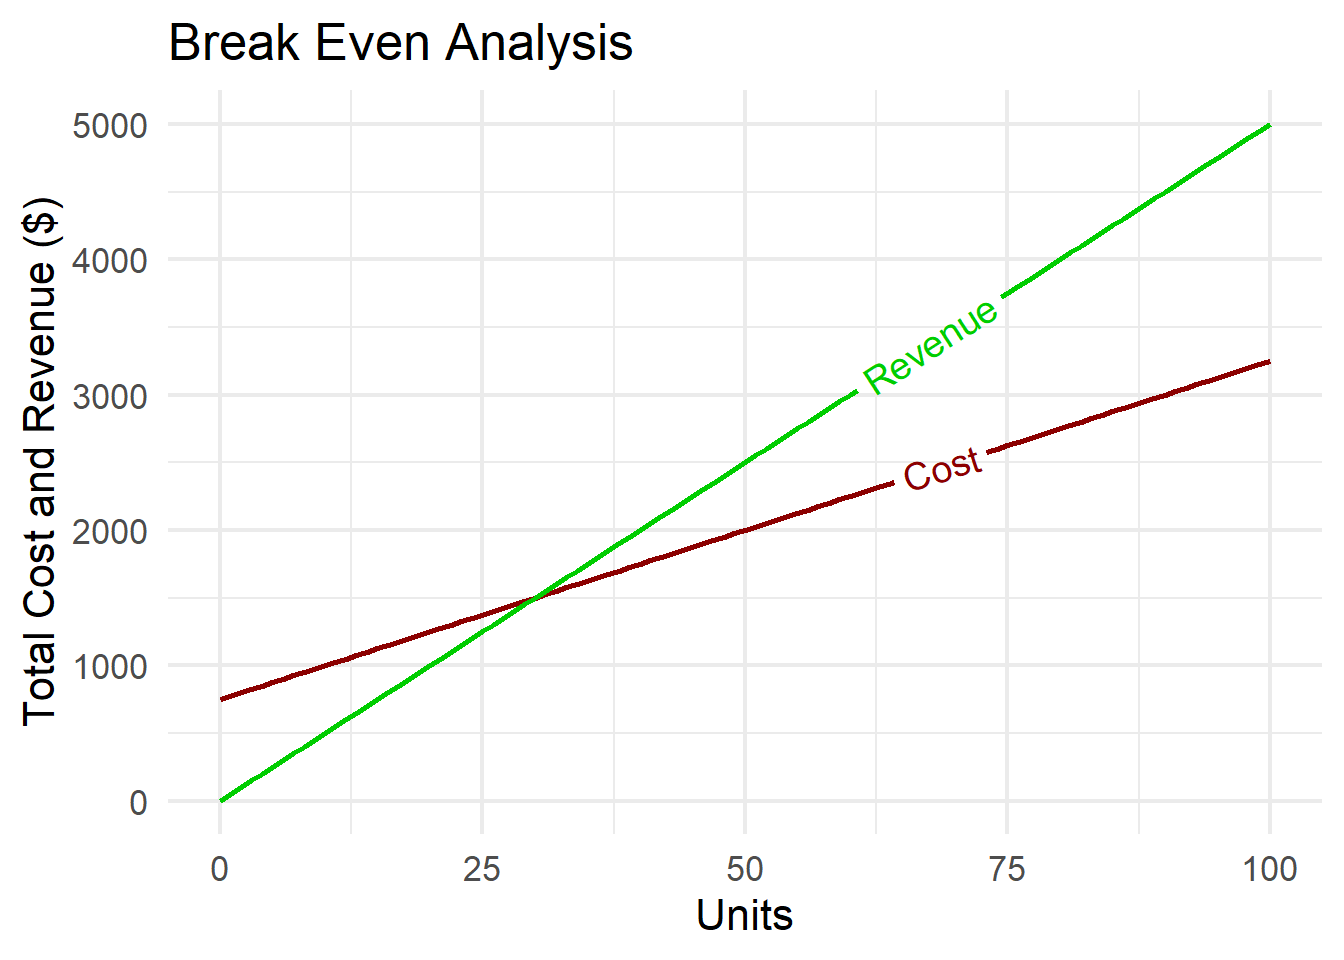 Break Even Analysis
Total Cost and Revenue ($)
5000
4000
3000
2000
1000
0
Revenue
Cost
0 25 50 75 100
Units